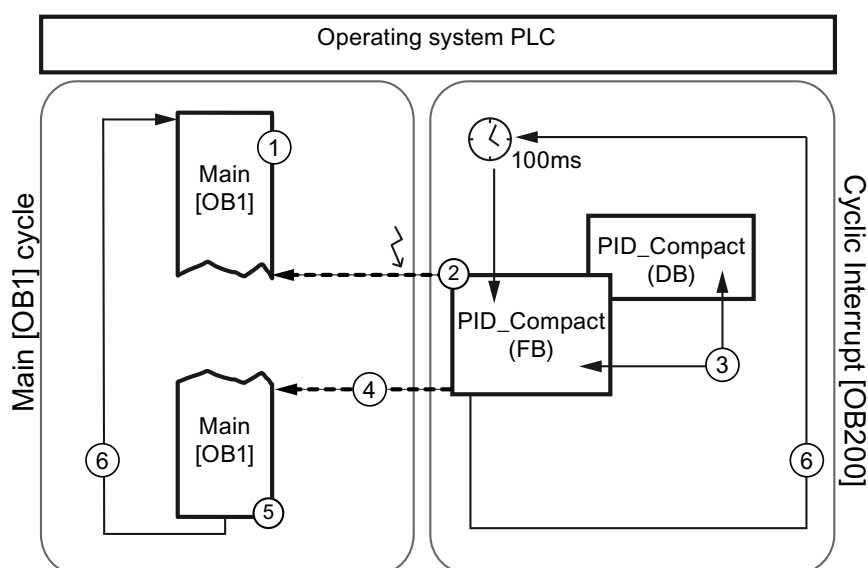 Operating system PLC
Main [OB1] cycle
1
Main
[OB1]
100ms
Cyclic Interrupt [OB200]
PID_Compact
(DB)
2
PID_Compact
(FB)
3
4
Main
[OB1]
6
6
5